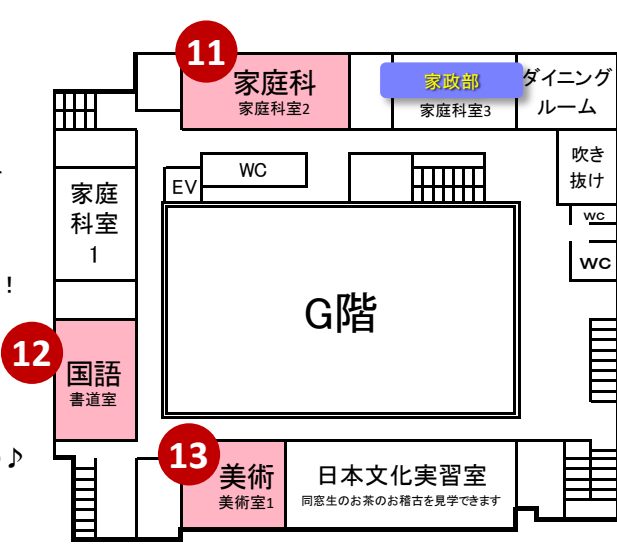 11
家庭科
家庭科室2
家政部
家庭科室3
ダイニング
ルーム
吹き
抜け
WC
EV
wc
WC
家庭
科室
1
!
G階
12
国語
書道室
♪
13
美術
美術室1
日本文化実習室
同窓生のお茶のお稽古を見学できます